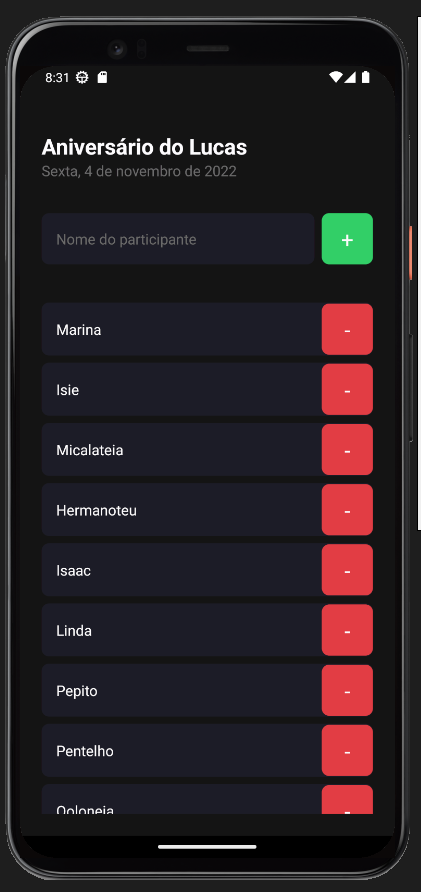 8:31
Aniversário do Lucas
Sexta, 4 de novembro de 2022
Nome do participante
+
Marina
-
Isie
-
Micalateia
-
Hermanoteu
-
Isaac
-
Linda
-
Pepito
-
Pentelho
-
-